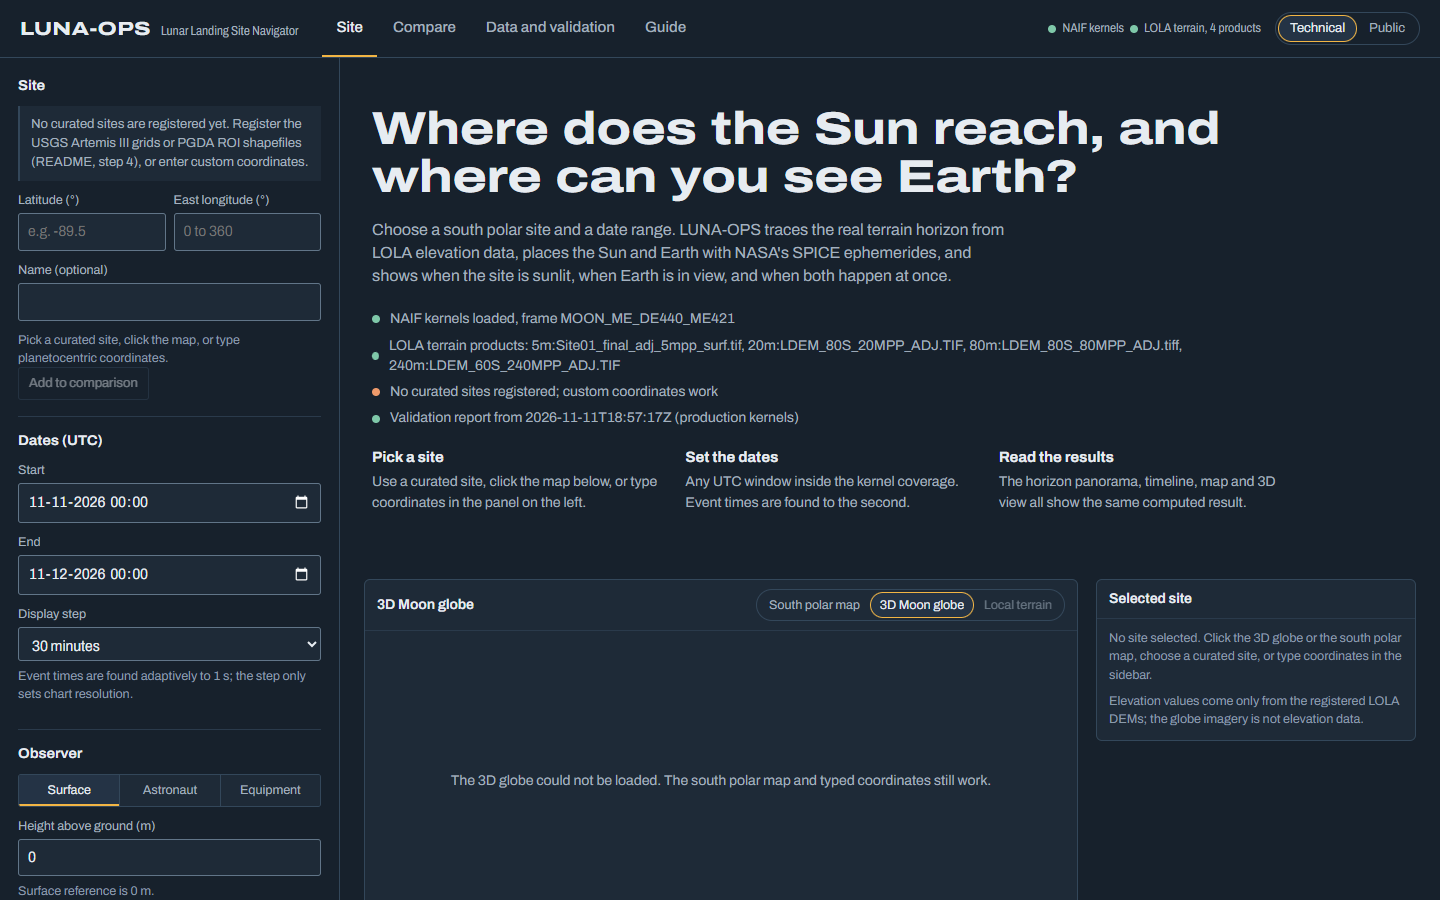 LUNA-OPS Lunar Landing Site Navigator
Site Compare Data and validation Guide
NAIF kernels LOLA terrain, 4 products
Technical Public
Site
No curated sites are registered yet. Register the
USGS Artemis III grids or PGDA ROI shapefiles
(README, step 4), or enter custom coordinates.
Latitude (°) East longitude (°)
e.g. -89.5 0 to 360
Name (optional)
Pick a curated site, click the map, or type
planetocentric coordinates.
Add to comparison
Dates (UTC)
Start
11-11-2026 00:00
End
11-12-2026 00:00
Display step
30 minutes
Event times are found adaptively to 1 s; the step only
sets chart resolution.
Observer
Surface Astronaut Equipment
Height above ground (m)
0
Surface reference is 0 m.
Where does the Sun reach, and
where can you see Earth?
Choose a south polar site and a date range. LUNA-OPS traces the real terrain horizon from
LOLA elevation data, places the Sun and Earth with NASA's SPICE ephemerides, and
shows when the site is sunlit, when Earth is in view, and when both happen at once.
NAIF kernels loaded, frame MOON_ME_DE440_ME421
LOLA terrain products: 5m:Site01_final_adj_5mpp_surf.tif, 20m:LDEM_80S_20MPP_ADJ.TIF, 80m:LDEM_80S_80MPP_ADJ.tiff,
240m:LDEM_60S_240MPP_ADJ.TIF
No curated sites registered; custom coordinates work
Validation report from 2026-11-11T18:57:17Z (production kernels)
Pick a site
Use a curated site, click the map below, or type
coordinates in the panel on the left.
Set the dates
Any UTC window inside the kernel coverage.
Event times are found to the second.
Read the results
The horizon panorama, timeline, map and 3D
view all show the same computed result.
3D Moon globe
South polar map 3D Moon globe Local terrain
The 3D globe could not be loaded. The south polar map and typed coordinates still work.
Selected site
No site selected. Click the 3D globe or the south polar
map, choose a curated site, or type coordinates in the
sidebar.
Elevation values come only from the registered LOLA
DEMs; the globe imagery is not elevation data.